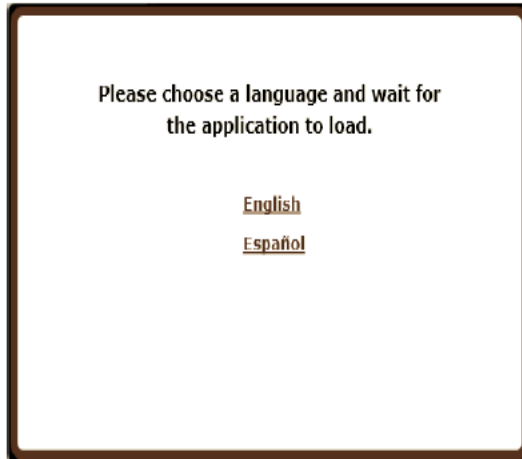 Please choose a language and wait for
the application to load.
English
Español